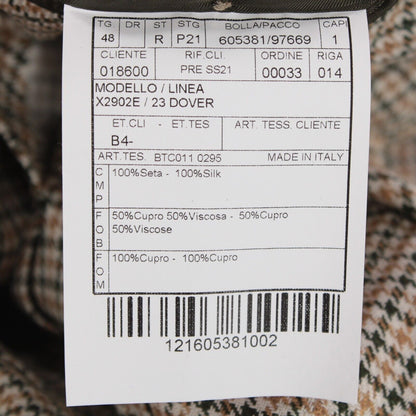 TG DR ST STG BOLLA/PACCO CAPI
48 R P21 605381/97669 1
CLIENTE RIF.CLI. ORDINE RIGA
018600 PRE SS21 00033 014
MODELLO / LINEA
X2902E / 23 DOVER
ET.CLI - ET.TES ART. TESS. CLIENTE
B4-
ART.TES. BTC011 0295 MADE IN ITALY
CMP 100%Seta - 100%Silk
FOB 50%Cupro 50%Viscosa - 50%Cupro
50%Viscose
FOM 100%Cupro - 100%Cupro
121605381002